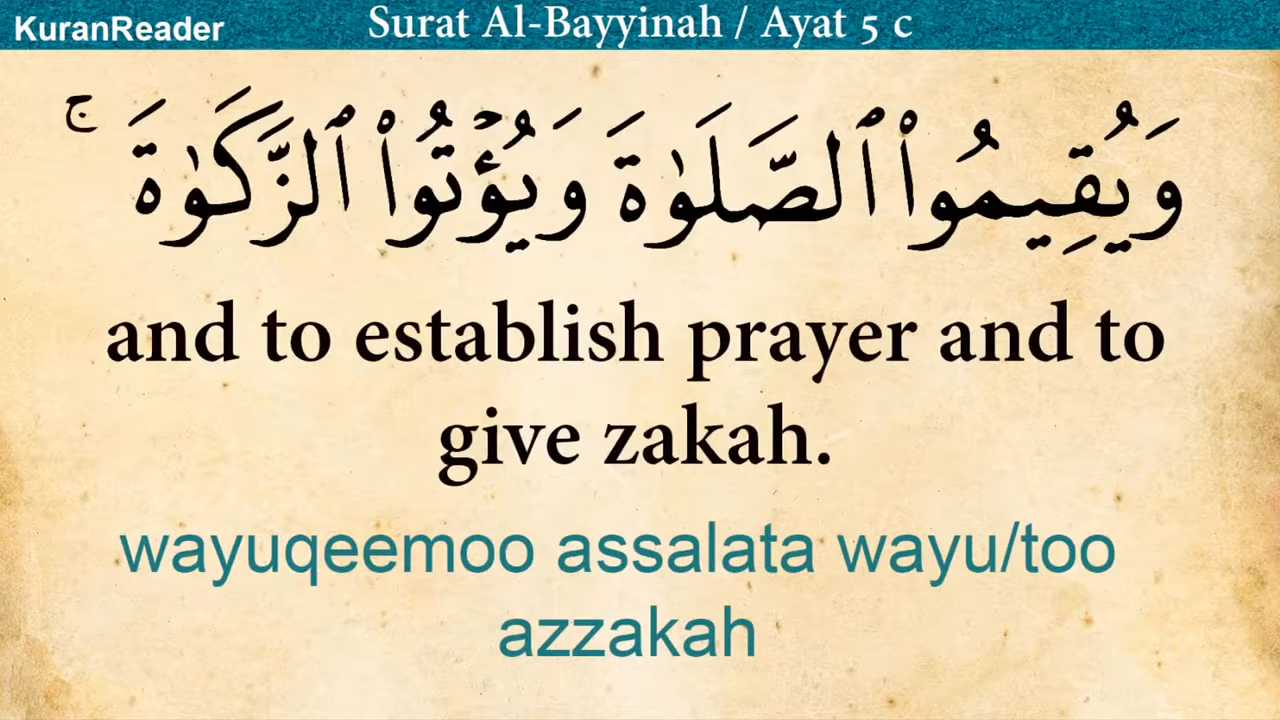 KuranReader
Surat Al-Bayyinah / Ayat 5 c
وَيُقِيمُوا۟ ٱلصَّلَوٰةَ وَيُؤْتُوا۟ ٱلزَّكَوٰةَ ۚ
and to establish prayer and to
give zakah.
wayuqeemoo assalata wayu/too
azzakah